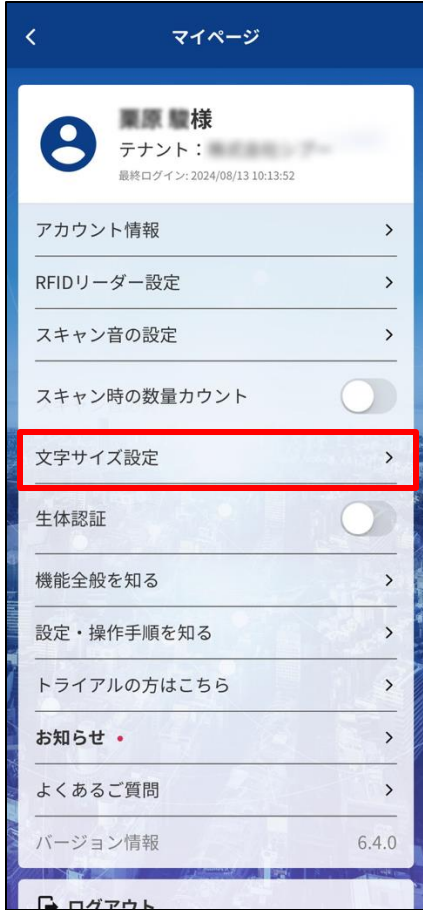 マイページ
様
テナント：
最終ログイン: 2024/08/13 10:13:52
アカウント情報
RFIDリーダー設定
スキャン音の設定
スキャン時の数量カウント
文字サイズ設定
生体認証
機能全般を知る
設定・操作手順を知る
トライアルの方はこちら
お知らせ
よくあるご質問
バージョン情報 6.4.0
ログアウト